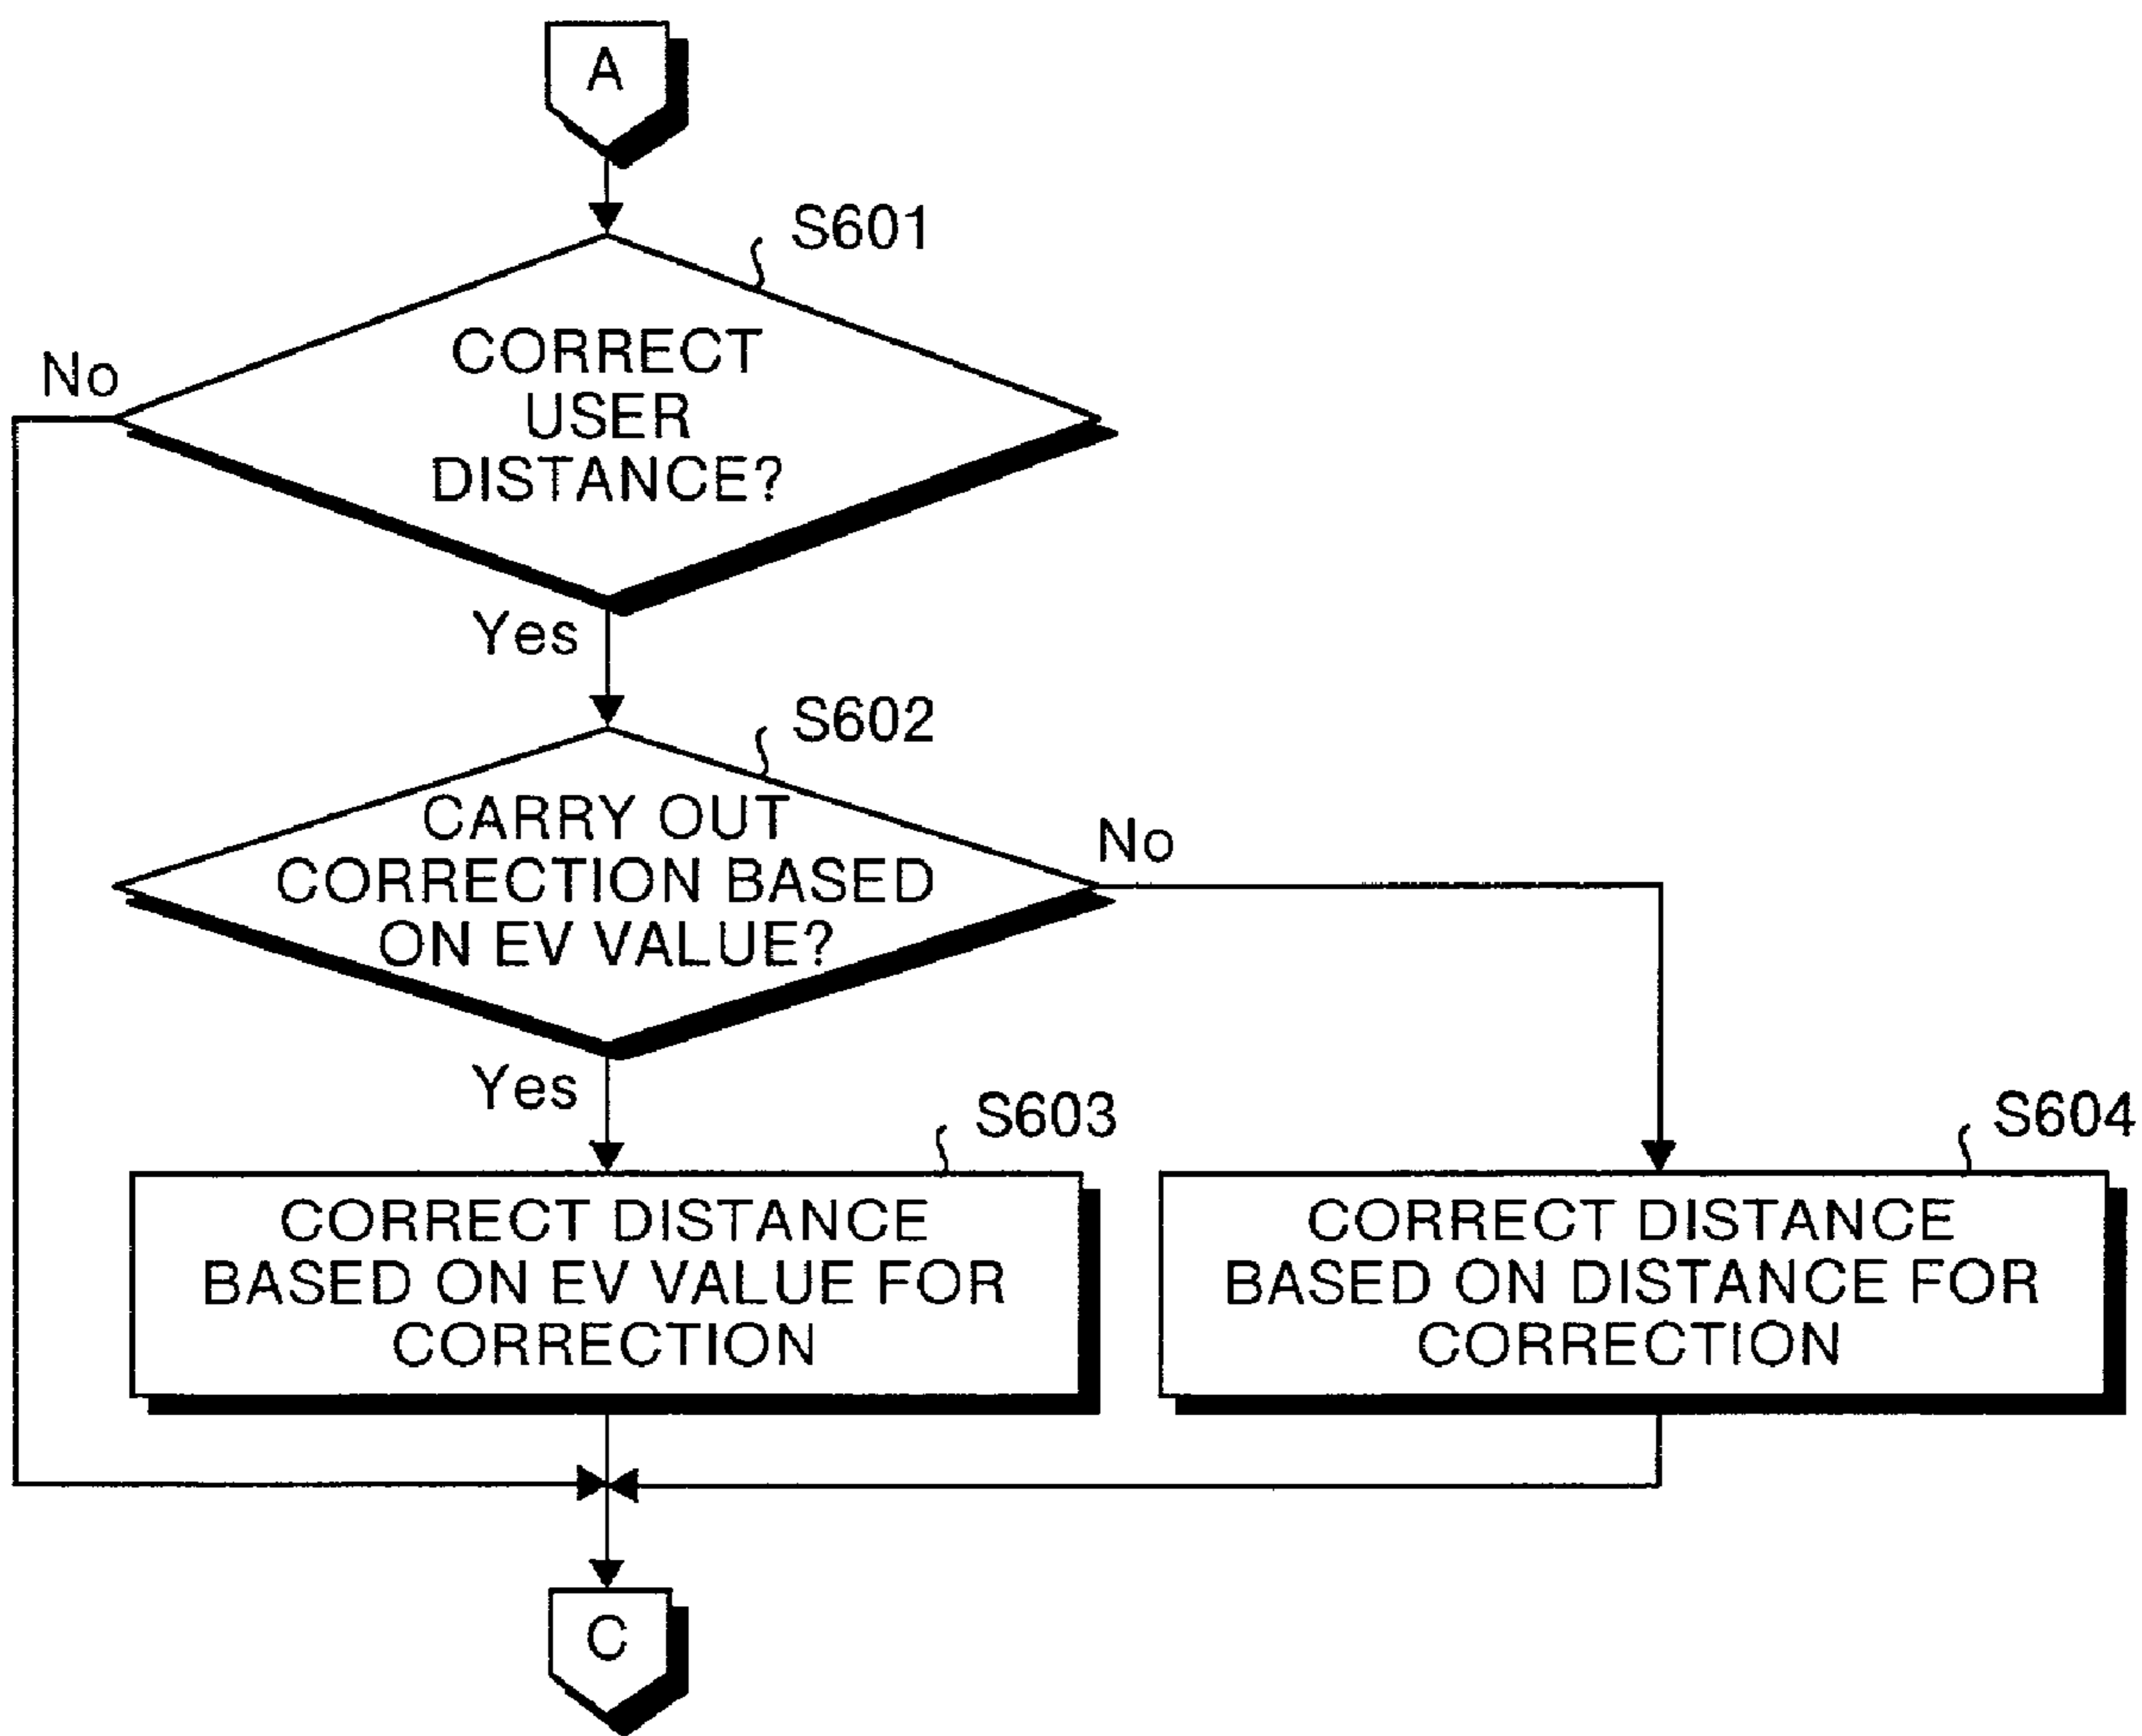 A
S601
CORRECT
USER
DISTANCE?
No
Yes
S602
CARRY OUT
CORRECTION BASED
ON EV VALUE?
No
Yes
S603
CORRECT DISTANCE
BASED ON EV VALUE FOR
CORRECTION
S604
CORRECT DISTANCE
BASED ON DISTANCE FOR
CORRECTION
C